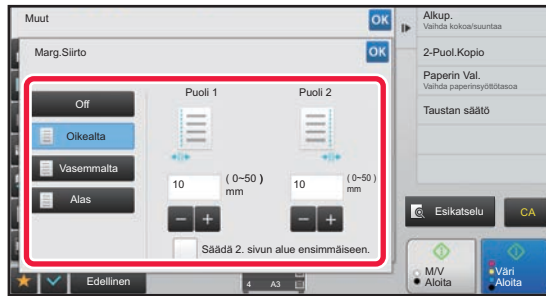 Muut
OK
Marg.Siirto
OK
Off
Oikealta
Vasemmalta
Alas
Puoli 1
Puoli 2
10
( 0~50 )
mm
10
( 0~50 )
mm
− +
− +
Säädä 2. sivun alue ensimmäiseen.
Edellinen
4 A3
Alkup.
Vaihda kokoa/suuntaa
2-Puol.Kopio
Paperin Val.
Vaihda paperinsyöttötasoa
Taustan säätö
Esikatselu
CA
M/V
Aloita
Väri
Aloita